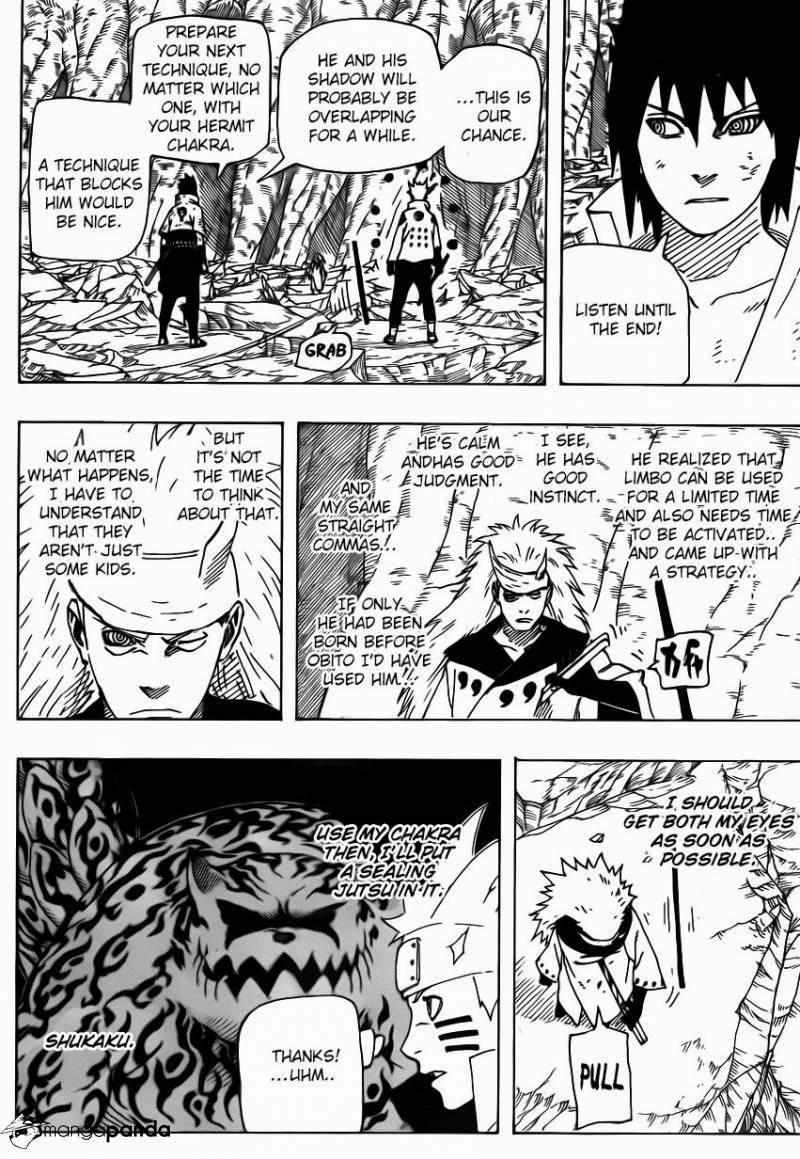 LISTEN UNTIL
THE END!
...THIS IS
OUR
CHANCE.
HE AND HIS
SHADOW WILL
PROBABLY BE
OVERLAPPING
FOR A WHILE.
PREPARE
YOUR NEXT
TECHNIQUE, NO
MATTER WHICH
ONE, WITH
YOUR HERMIT
CHAKRA.
A TECHNIQUE
THAT BLOCKS
HIM WOULD
BE NICE.
GRAB
HE REALIZED THAT
LIMBO CAN BE USED
FOR A LIMITED TIME
AND ALSO NEEDS TIME
TO BE ACTIVATED..
AND CAME UP WITH
A STRATEGY..
I SEE,
HE HAS
GOOD
INSTINCT.
HE'S CALM
ANDHAS GOOD
JUDGMENT.
AND
MY SAME
STRAIGHT
COMMAS...
IF ONLY
HE HAD BEEN
BORN BEFORE
OBITO I'D HAVE
USED HIM...
BUT
IT'S NOT
THE TIME
TO THINK
ABOUT THAT.
NO MATTER
WHAT HAPPENS,
I HAVE TO
UNDERSTAND
THAT THEY
AREN'T JUST
SOME KIDS.
I SHOULD
GET BOTH MY EYES
AS SOON AS
POSSIBLE.
PULL
USE MY CHAKRA
THEN, I'LL PUT
A SEALING
JUTSU IN IT.
SHUKAKU.
THANKS!
...UHM..
mangapanda